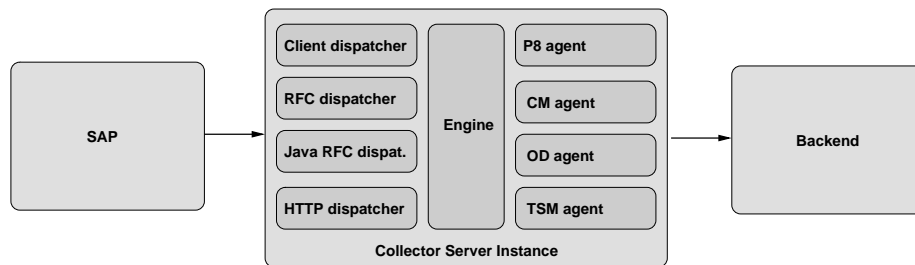 Client dispatcher
P8 agent
RFC dispatcher
CM agent
SAP
Engine
Backend
Java RFC dispat.
OD agent
HTTP dispatcher
TSM agent
Collector Server Instance